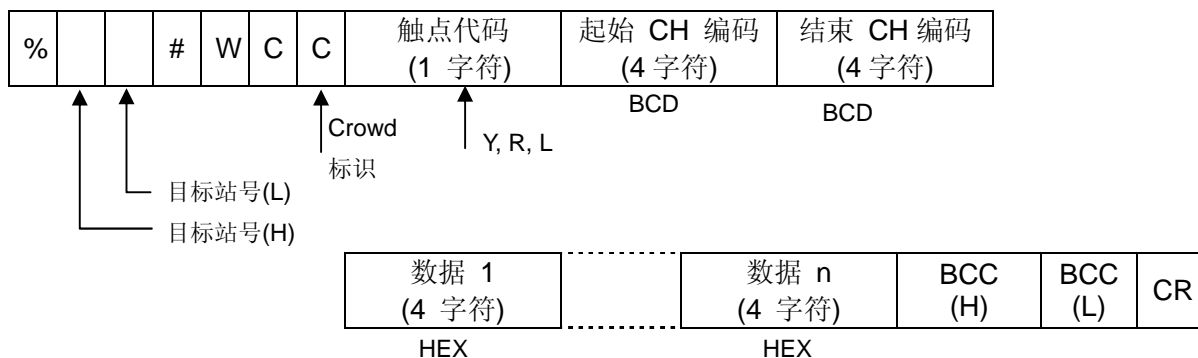 % # W C C 触点代码 (1 字符) 起始 CH 编码 (4 字符) 结束 CH 编码 (4 字符)
BCD BCD
Crowd 标识
Y, R, L
目标站号(L)
目标站号(H)
数据 1 (4 字符) 数据 n (4 字符) BCC (H) BCC (L) CR
HEX HEX